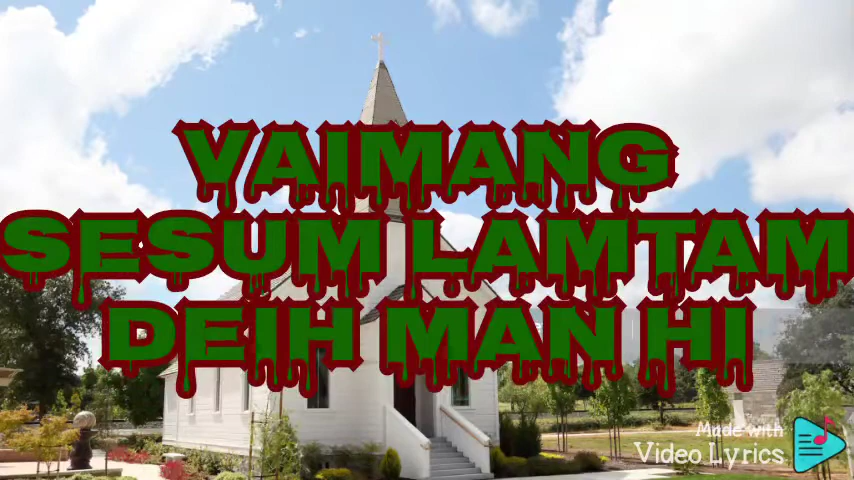 VAIMANG
SESUM LAMTAM
DEIH MAN HI
Made with
Video Lyrics